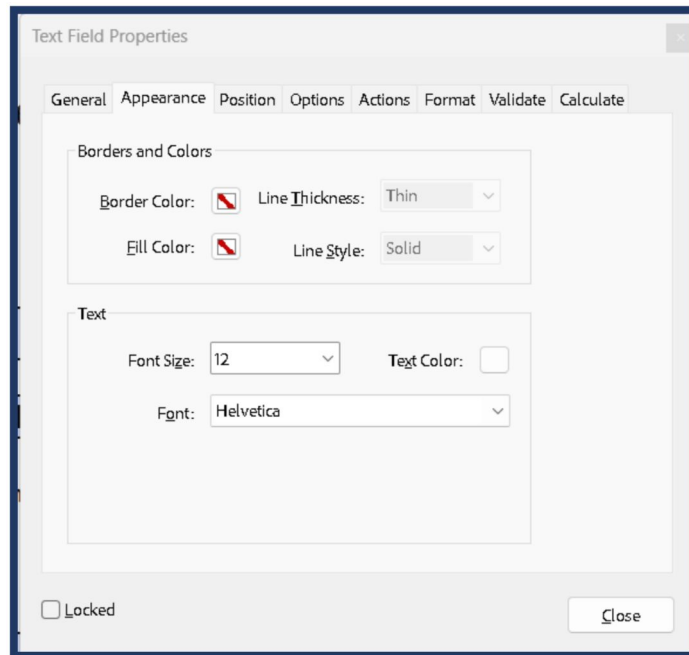 Text Field Properties
General Appearance Position Options Actions Format Validate Calculate
Borders and Colors
Border Color: Line Thickness: Thin
Fill Color: Line Style: Solid
Text
Font Size: 12 Text Color:
Font: Helvetica
Locked
Close